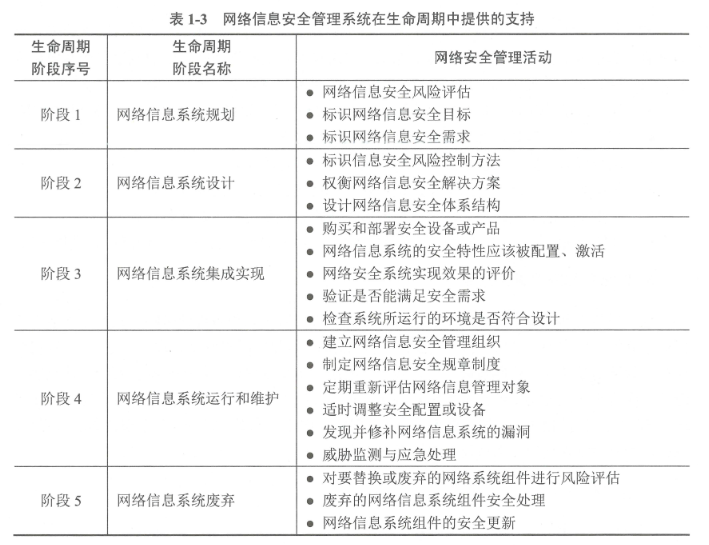 表 1-3 网络信息安全管理系统在生命周期中提供的支持
生命周期
阶段序号
生命周期
阶段名称
网络安全管理活动
阶段 1
网络信息系统规划
● 网络信息安全风险评估
● 标识网络信息安全目标
● 标识网络信息安全需求
阶段 2
网络信息系统设计
● 标识信息安全风险控制方法
● 权衡网络信息安全解决方案
● 设计网络信息安全体系结构
阶段 3
网络信息系统集成实现
● 购买和部署安全设备或产品
● 网络信息系统的安全特性应该被配置、激活
● 网络安全系统实现效果的评价
● 验证是否能满足安全需求
● 检查系统所运行的环境是否符合设计
阶段 4
网络信息系统运行和维护
● 建立网络信息安全管理组织
● 制定网络信息安全规章制度
● 定期重新评估网络信息管理对象
● 适时调整安全配置或设备
● 发现并修补网络信息系统的漏洞
● 威胁监测与应急处理
阶段 5
网络信息系统废弃
● 对要替换或废弃的网络系统组件进行风险评估
● 废弃的网络信息系统组件安全处理
● 网络信息系统组件的安全更新